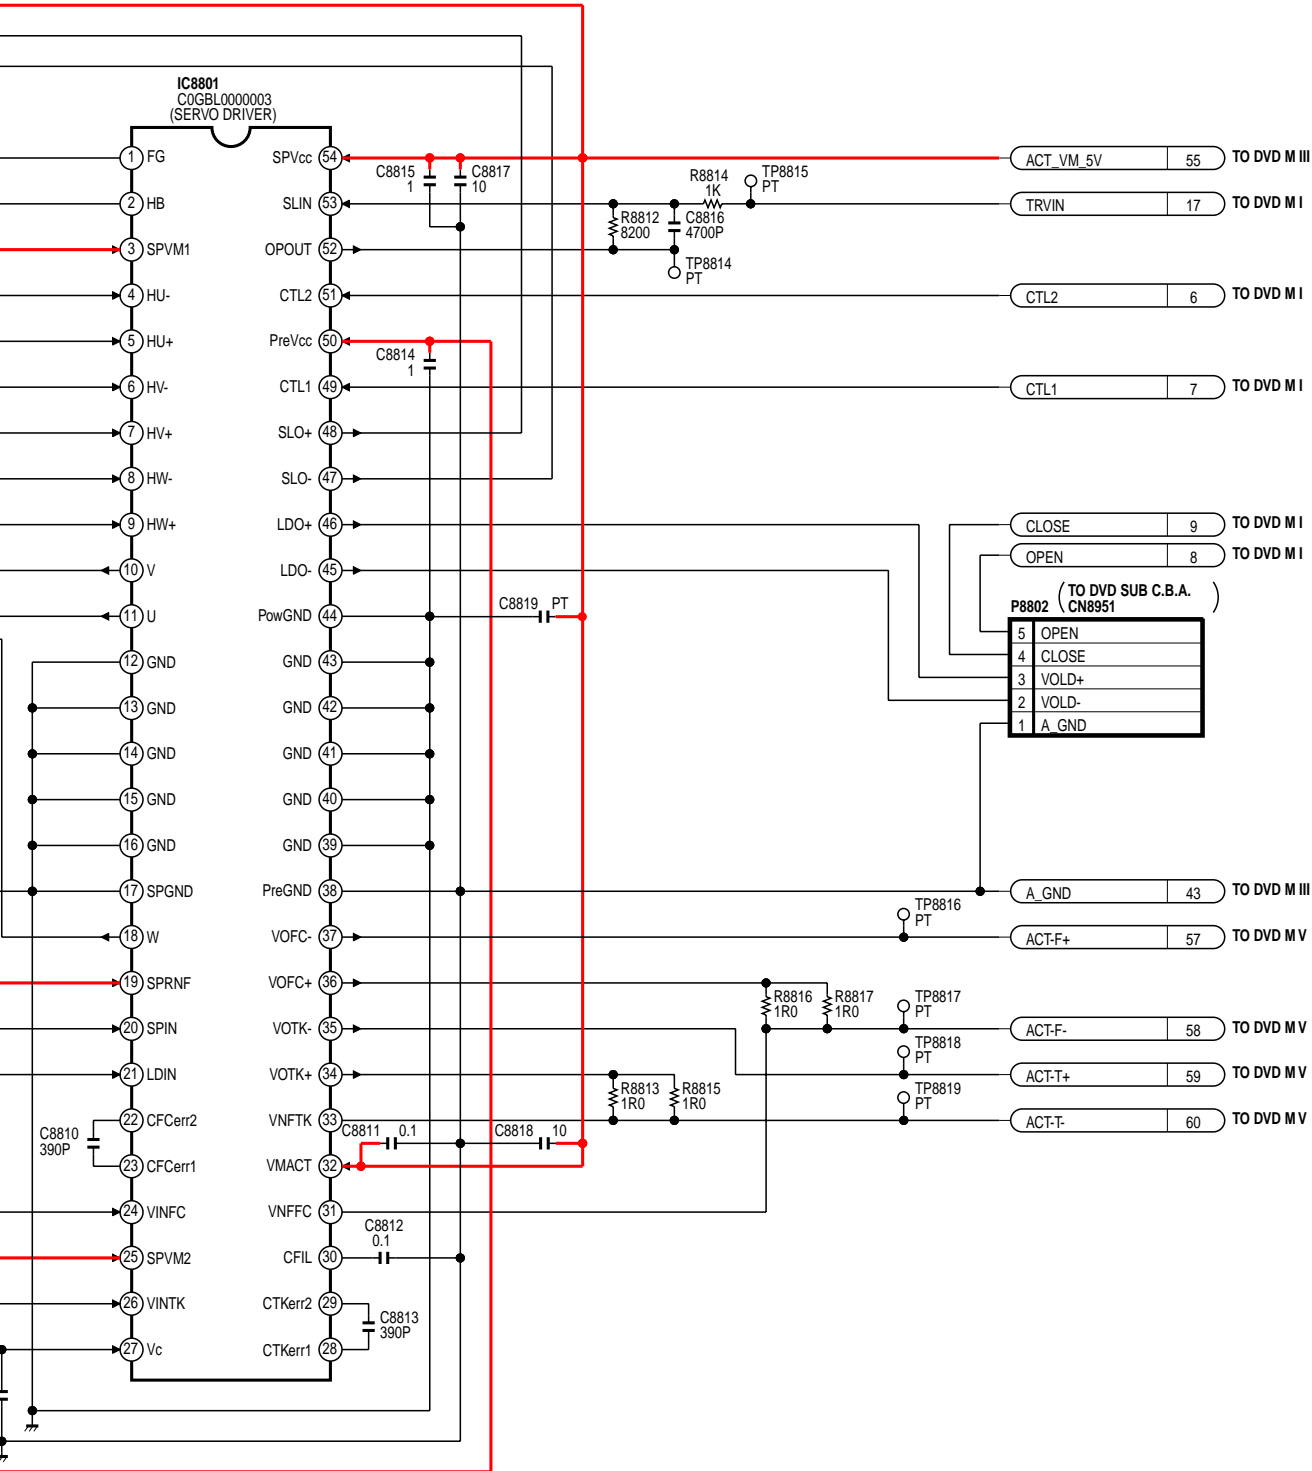 IC8801
C0GBL0000003
(SERVO DRIVER)
1 FG
2 HB
3 SPVM1
4 HU-
5 HU+
6 HV-
7 HV+
8 HW-
9 HW+
10 V
11 U
12 GND
13 GND
14 GND
15 GND
16 GND
17 SPGND
18 W
19 SPRNF
20 SPIN
21 LDIN
22 CFCerr2
23 CFCerr1
24 VINFC
25 SPVM2
26 VINTK
27 Vc
C8810
390P
SPVcc 54
SLIN 53
OPOUT 52
CTL2 51
PreVcc 50
CTL1 49
SLO+ 48
SLO- 47
LDO+ 46
LDO- 45
PowGND 44
GND 43
GND 42
GND 41
GND 40
GND 39
PreGND 38
VOFC- 37
VOFC+ 36
VOTK- 35
VOTK+ 34
VNFTK 33
VMACT 32
VNFFC 31
CFIL 30
CTKerr2 29
CTKerr1 28
C8815
1
C8817
10
R8812
8200
C8816
4700P
R8814
1K
TP8815
PT
TP8814
PT
C8814
1
C8819 PT
TP8816
PT
R8816
1R0
R8817
1R0
TP8817
PT
TP8818
PT
R8813
1R0
R8815
1R0
TP8819
PT
C8811 0.1
C8818 10
C8812
0.1
C8813
390P
ACT_VM_5V 55 TO DVD M III
TRVIN 17 TO DVD M I
CTL2 6 TO DVD M I
CTL1 7 TO DVD M I
CLOSE 9 TO DVD M I
OPEN 8 TO DVD M I
P8802 (TO DVD SUB C.B.A. CN8951)
5 OPEN
4 CLOSE
3 VOLD+
2 VOLD-
1 A_GND
A_GND 43 TO DVD M III
ACT-F+ 57 TO DVD M V
ACT-F- 58 TO DVD M V
ACT-T+ 59 TO DVD M V
ACT-T- 60 TO DVD M V